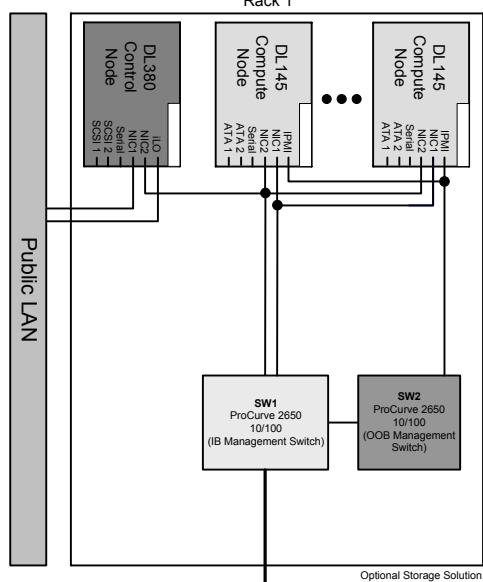 Rack 1
DL380
Control
Node
iLO
NIC2
NIC1
Serial
SCSI 2
SCSI 1
DL145
Compute
Node
IPMI
NIC1
NIC2
Serial
ATA 2
ATA 1
DL145
Compute
Node
IPMI
NIC1
NIC2
Serial
ATA 2
ATA 1
Public LAN
SW1
ProCurve 2650
10/100
(IB Management
Switch)
SW2
ProCurve 2650
10/100
(OOB Management
Switch)
Optional Storage Solution